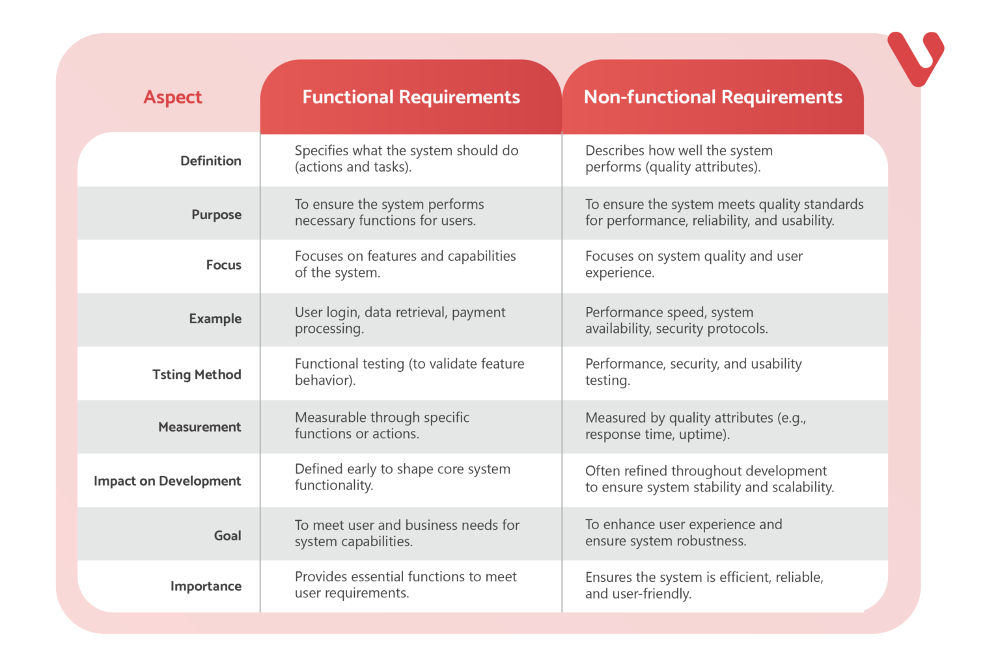 Aspect
Functional Requirements
Non-functional Requirements
Definition
Specifies what the system should do
(actions and tasks).
Describes how well the system
performs (quality attributes).
Purpose
To ensure the system performs
necessary functions for users.
To ensure the system meets quality standards
for performance, reliability, and usability.
Focus
Focuses on features and capabilities
of the system.
Focuses on system quality and user
experience.
Example
User login, data retrieval, payment
processing.
Performance speed, system
availability, security protocols.
Tsting Method
Functional testing (to validate feature
behavior).
Performance, security, and usability
testing.
Measurement
Measurable through specific
functions or actions.
Measured by quality attributes (e.g.,
response time, uptime).
Impact on Development
Defined early to shape core system
functionality.
Often refined throughout development
to ensure system stability and scalability.
Goal
To meet user and business needs for
system capabilities.
To enhance user experience and
ensure system robustness.
Importance
Provides essential functions to meet
user requirements.
Ensures the system is efficient, reliable,
and user-friendly.